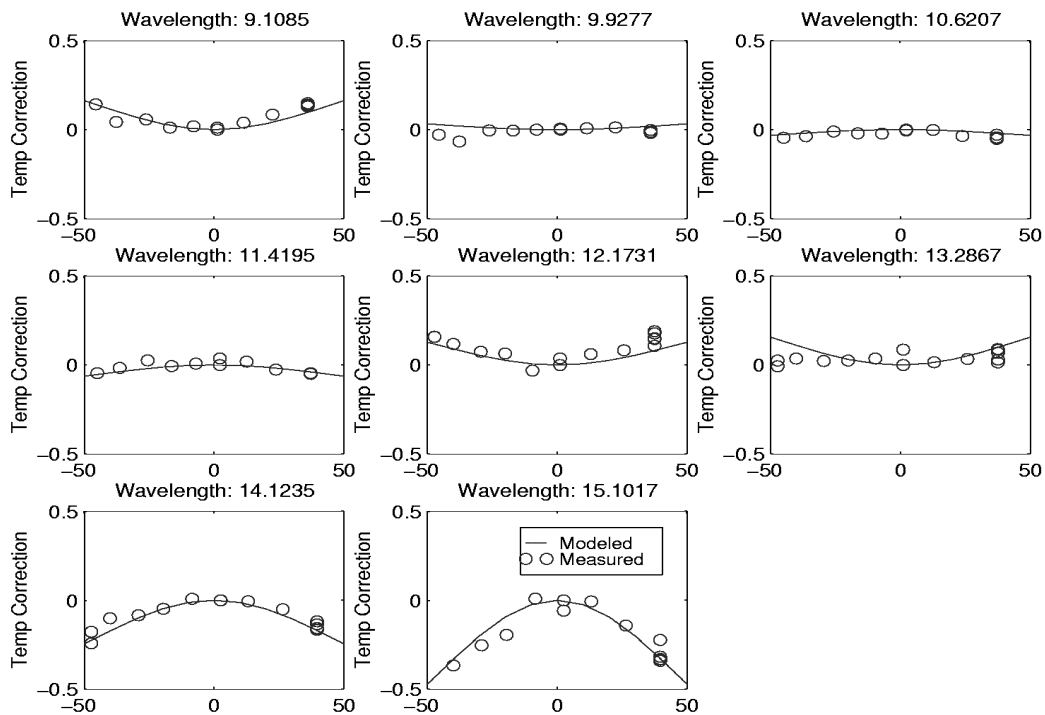 Wavelength: 9.1085
Wavelength: 9.9277
Wavelength: 10.6207
0.5
0
−0.5
−50 0 50
Temp Correction
0.5
0
−0.5
−50 0 50
Temp Correction
0.5
0
−0.5
−50 0 50
Temp Correction
Wavelength: 11.4195
Wavelength: 12.1731
Wavelength: 13.2867
0.5
0
−0.5
−50 0 50
Temp Correction
0.5
0
−0.5
−50 0 50
Temp Correction
0.5
0
−0.5
−50 0 50
Temp Correction
Wavelength: 14.1235
Wavelength: 15.1017
0.5
0
−0.5
−50 0 50
Temp Correction
0.5
0
−0.5
−50 0 50
Temp Correction
Modeled
Measured